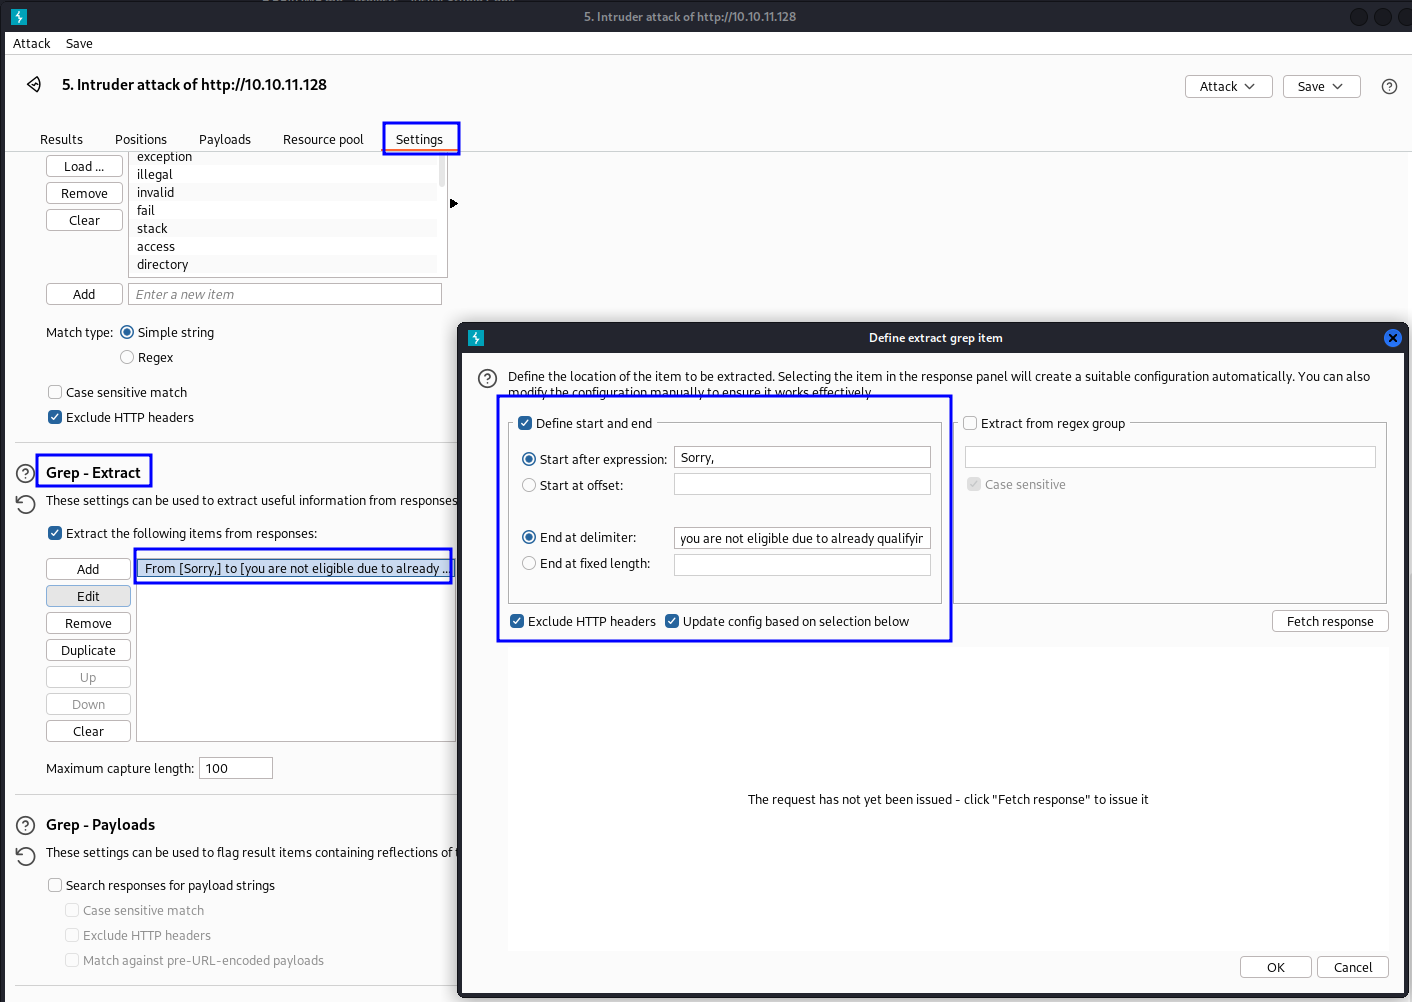 5. Intruder attack of http://10.10.11.128
Attack Save
5. Intruder attack of http://10.10.11.128
Attack
Save
Results Positions Payloads Resource pool Settings
Load ...
Remove
Clear
exception
illegal
invalid
fail
stack
access
directory
Add Enter a new item
Match type: Simple string
Regex
Case sensitive match
Exclude HTTP headers
Grep - Extract
These settings can be used to extract useful information from responses
Extract the following items from responses:
Add
Edit
Remove
Duplicate
Up
Down
Clear
From [Sorry,] to [you are not eligible due to already ...
Maximum capture length: 100
Grep - Payloads
These settings can be used to flag result items containing reflections of
Search responses for payload strings
Case sensitive match
Exclude HTTP headers
Match against pre-URL-encoded payloads
Define extract grep item
Define the location of the item to be extracted. Selecting the item in the response panel will create a suitable configuration automatically. You can also
modify the configuration manually to ensure it works effectively.
Define start and end
Start after expression: Sorry,
Start at offset:
End at delimiter: you are not eligible due to already qualifyin
End at fixed length:
Exclude HTTP headers Update config based on selection below
Extract from regex group
Case sensitive
Fetch response
The request has not yet been issued - click "Fetch response" to issue it
OK Cancel